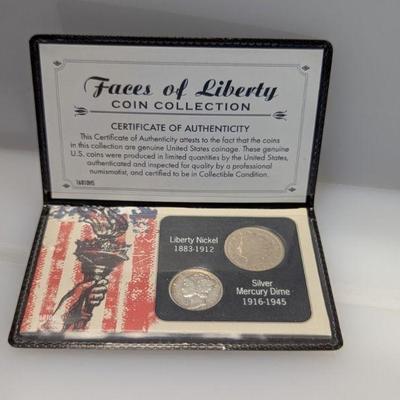 Faces of Liberty
COIN COLLECTION
CERTIFICATE OF AUTHENTICITY
This Certificate of Authenticity attests to the fact that the coins
in this collection are genuine United States coinage. These genuine
U.S. coins were produced in limited quantities by the United States,
authenticated and inspected for quality by a professional
numismatist, and certified to be in Collectible Condition.
Liberty Nickel
1883-1912
Silver
Mercury Dime
1916-1945